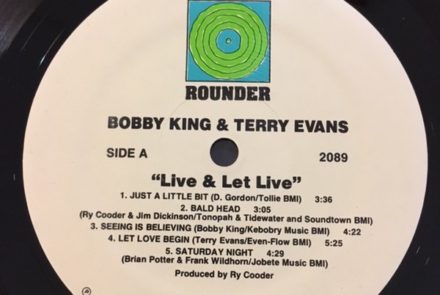 ROUNDER
BOBBY KING & TERRY EVANS
SIDE A 2089
"Live & Let Live"
1. JUST A LITTLE BIT (D. Gordon/Tollie BMI) 3:36
2. BALD HEAD 3:05
(Ry Cooder & Jim Dickinson/Tonopah & Tidewater and Soundtown BMI)
3. SEEING IS BELIEVING (Bobby King/Kebobry Music BMI) 4:22
4. LET LOVE BEGIN (Terry Evans/Even-Flow BMI) 5:25
5. SATURDAY NIGHT 4:29
(Brian Potter & Frank Wildhorn/Jobete Music BMI)
Produced by Ry Cooder